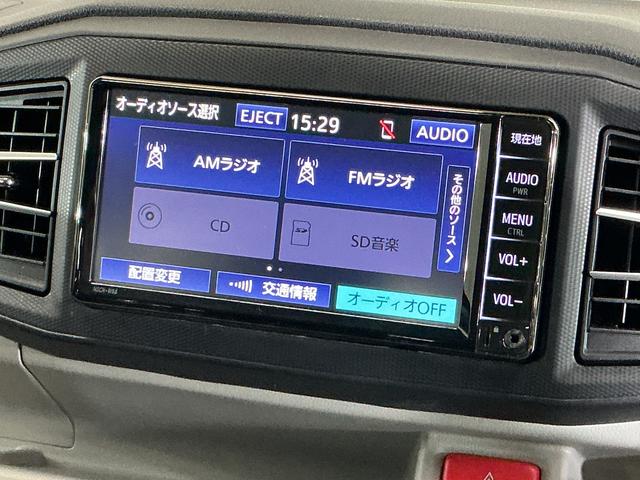 オーディオソース選択
EJECT
15:29
AUDIO
AMラジオ
FMラジオ
CD
SD音楽
その他のソース
配置変更
交通情報
オーディオOFF
現在地
AUDIO
PWR
MENU
CTRL
VOL+
VOL−